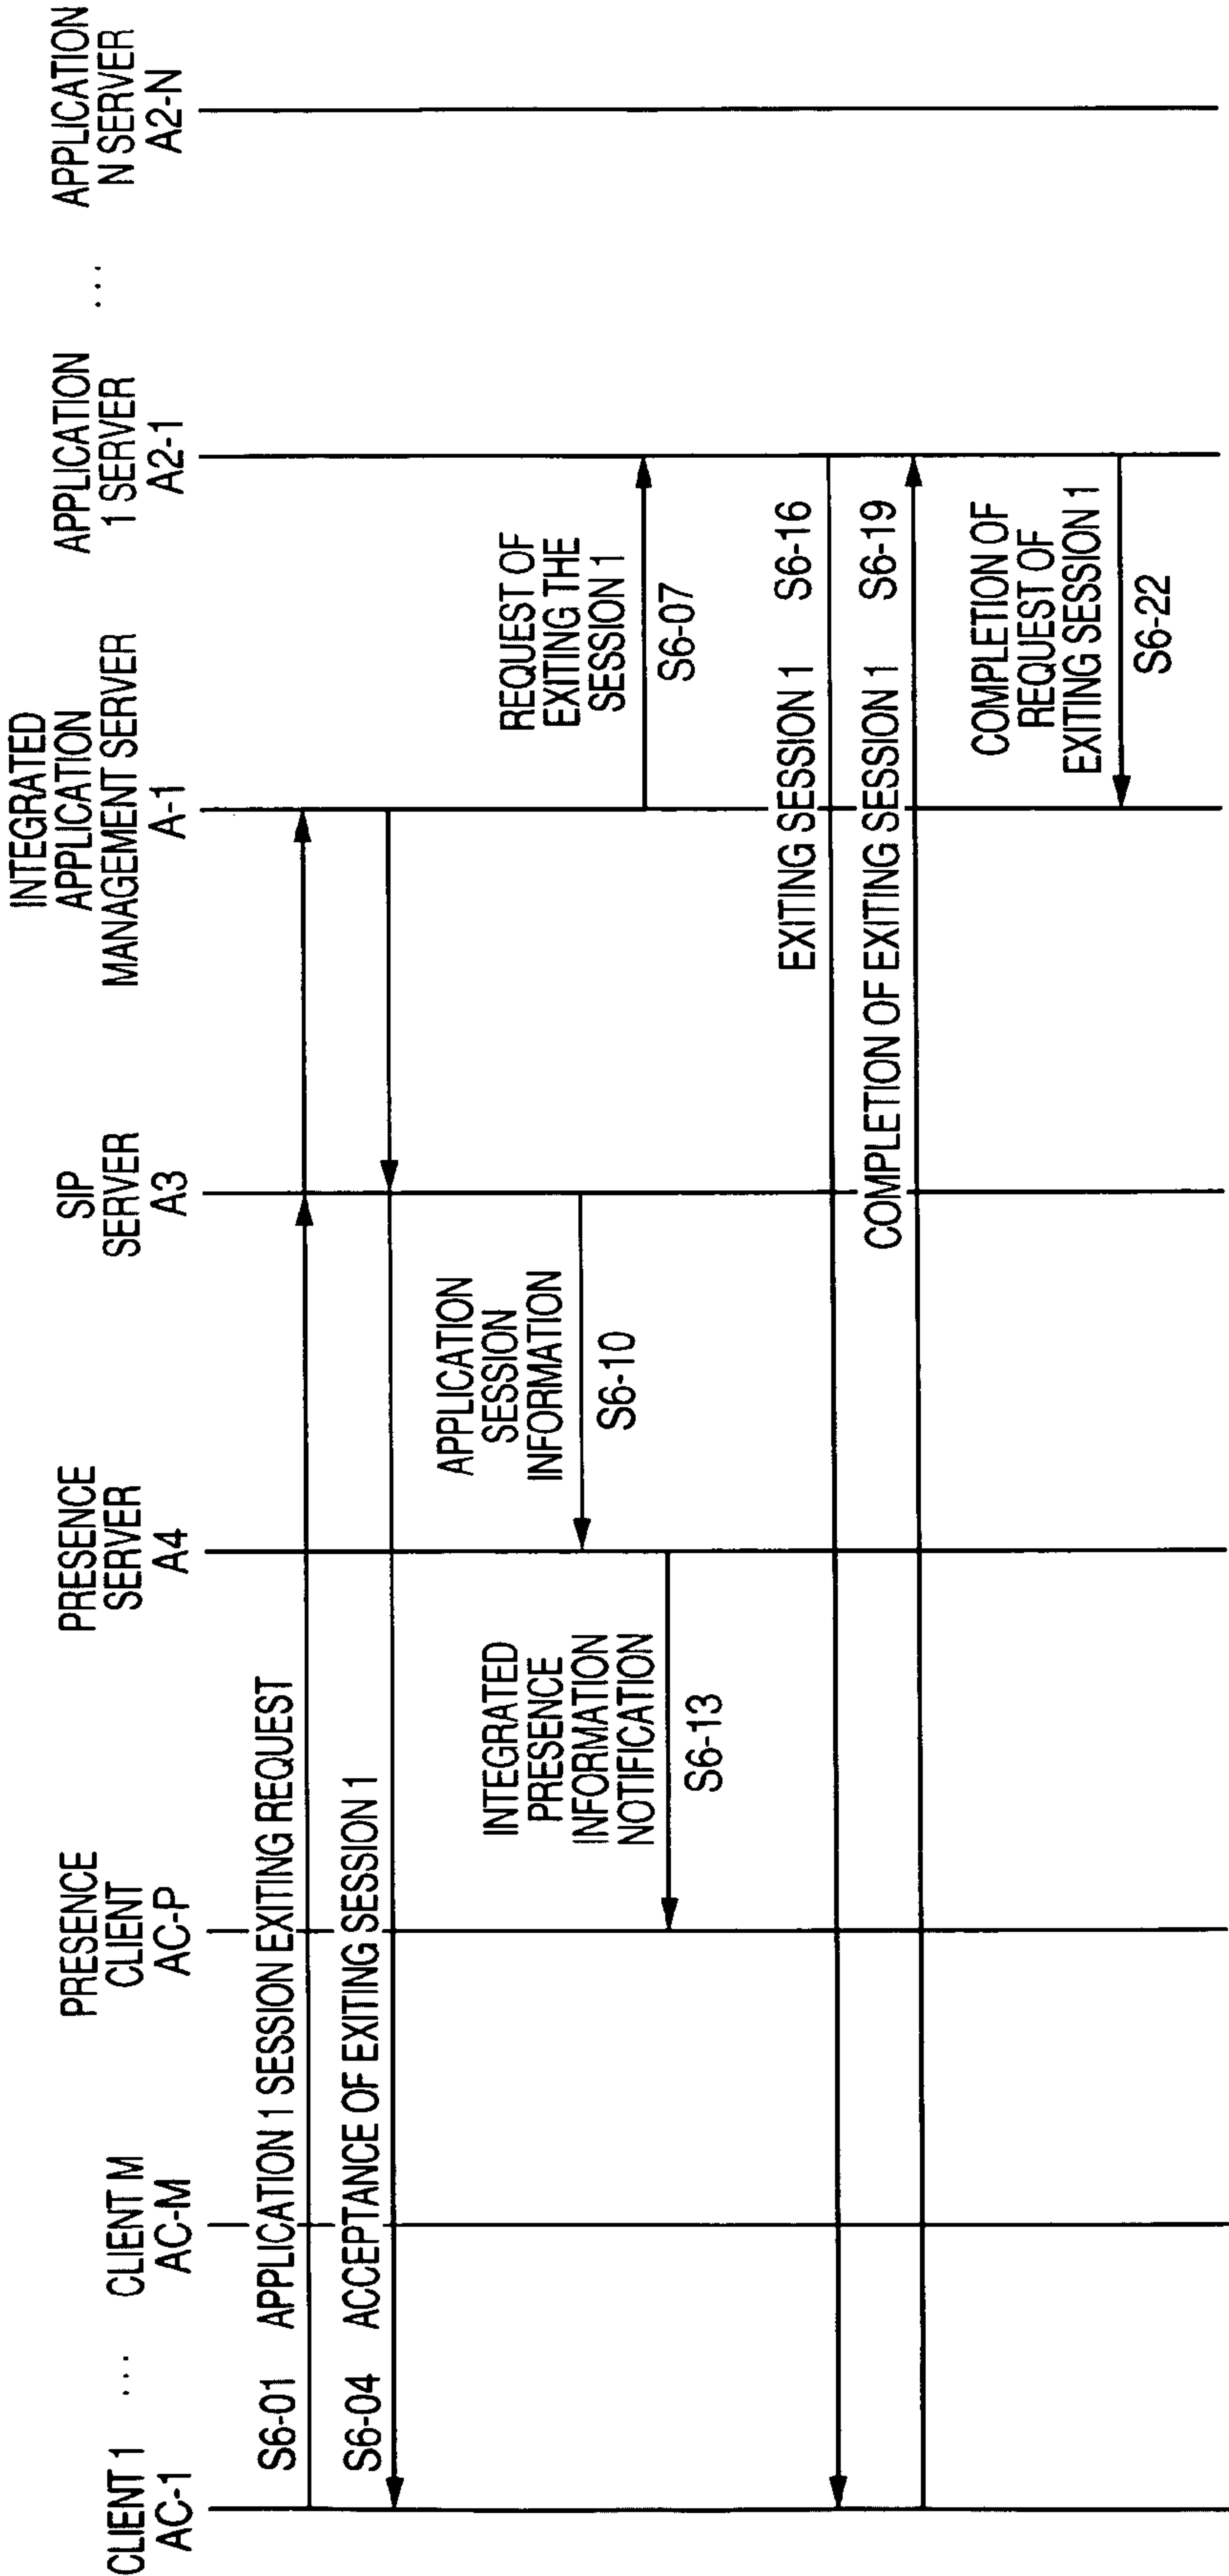 CLIENT 1
AC-1
...
CLIENT M
AC-M
PRESENCE
CLIENT
AC-P
PRESENCE
SERVER
A4
SIP
SERVER
A3
INTEGRATED
APPLICATION
MANAGEMENT SERVER
A-1
APPLICATION
1 SERVER
A2-1
...
APPLICATION
N SERVER
A2-N
S6-01 APPLICATION 1 SESSION EXITING REQUEST
S6-04 ACCEPTANCE OF EXITING SESSION 1
APPLICATION
SESSION
INFORMATION
S6-10
INTEGRATED
PRESENCE
INFORMATION
NOTIFICATION
S6-13
REQUEST OF
EXITING THE
SESSION 1
S6-07
EXITING SESSION 1 S6-16
COMPLETION OF EXITING SESSION 1 S6-19
COMPLETION OF
REQUEST OF
EXITING SESSION 1
S6-22